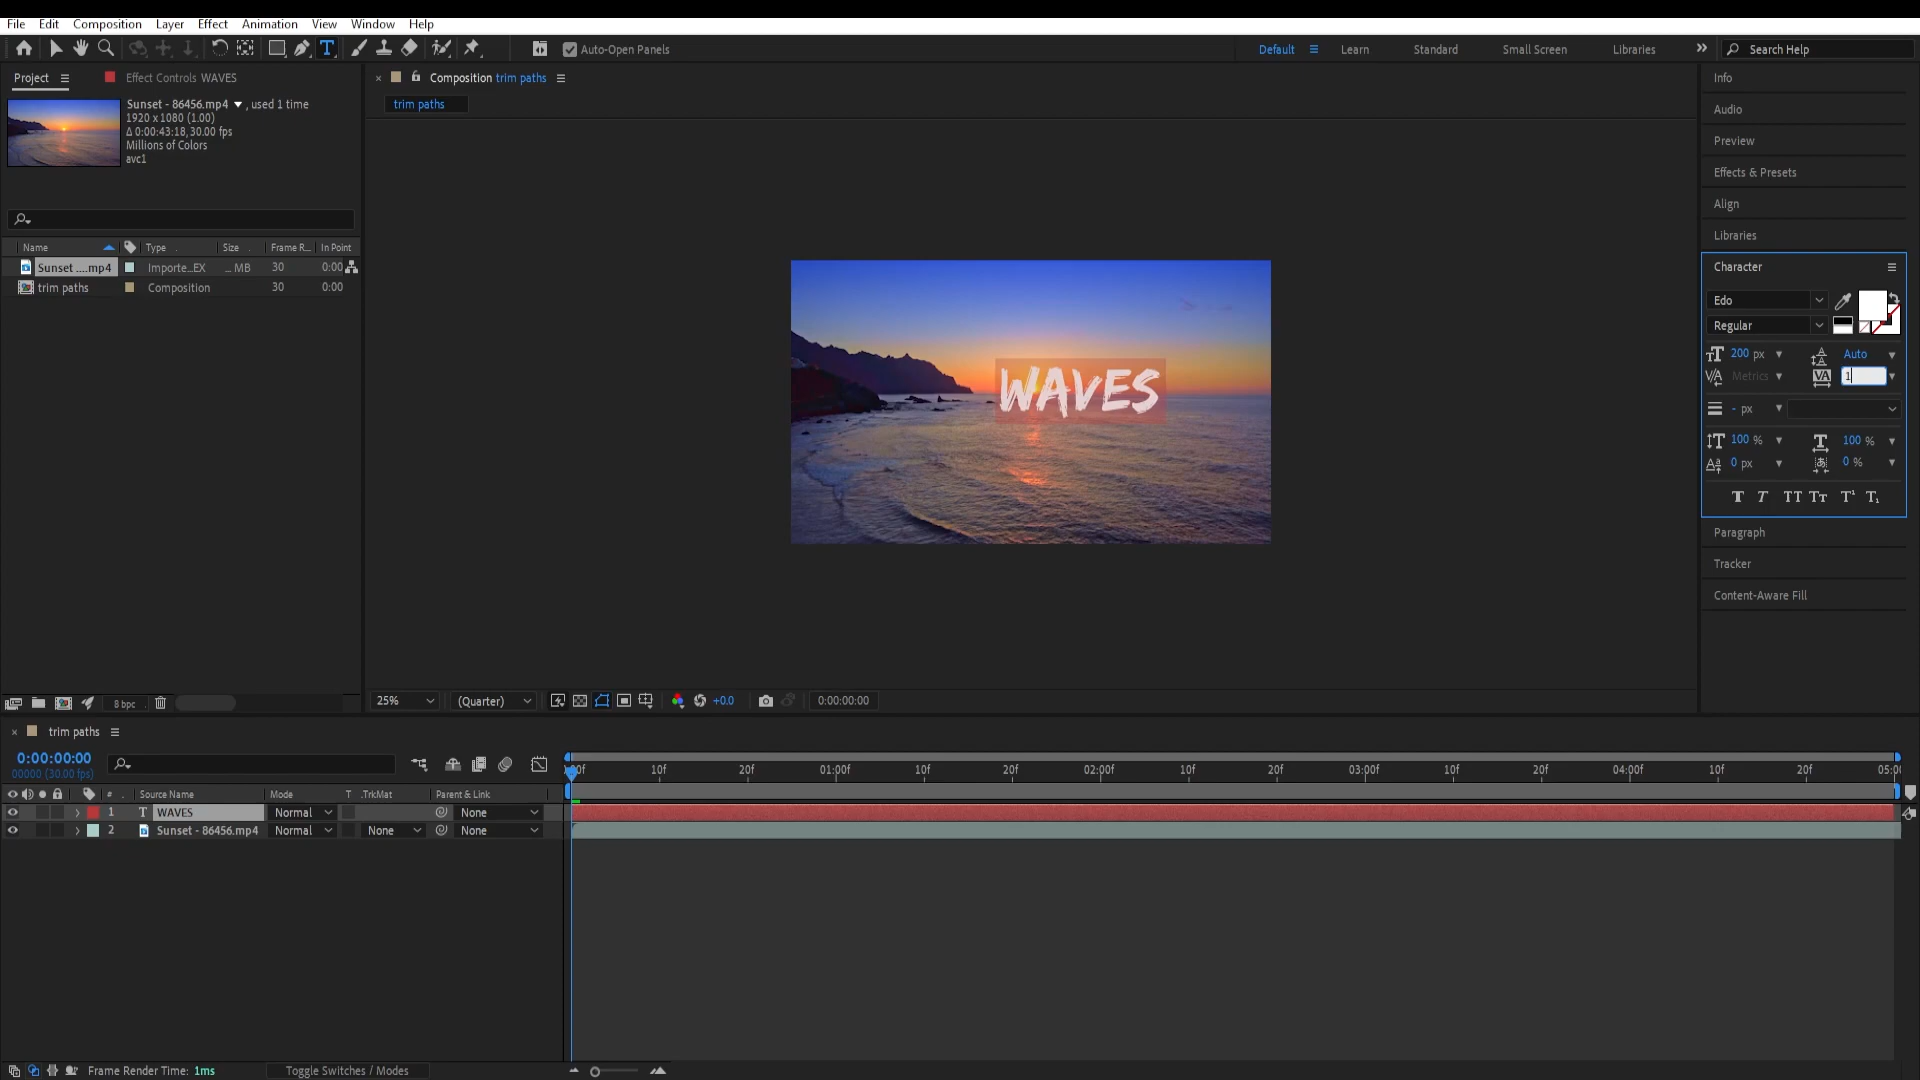 File Edit Composition Layer Effect Animation View Window Help
Auto-Open Panels
Default Learn Standard Small Screen Libraries Search Help
Project Effect Controls WAVES
Sunset - 86456.mp4 , used 1 time
1920 x 1080 (1.00)
Δ 0:00:43:18, 30.00 fps
Millions of Colors
avc1
Name Type Size Frame R... In Point
Sunset ....mp4 Importe...EX ... MB 30 0:00
trim paths Composition 30 0:00
8 bpc
Composition trim paths
trim paths
WAVES
25% (Quarter) +0.0 0:00:00:00
Info
Audio
Preview
Effects & Presets
Align
Libraries
Character
Edo
Regular
200 px Auto
Metrics 1
- px
100 % 100 %
0 px 0 %
T T TT Tт T¹ T₁
Paragraph
Tracker
Content-Aware Fill
trim paths
0:00:00:00
00000 (30.00 fps)
10f 20f 01:00f 10f 20f 02:00f 10f 20f 03:00f 10f 20f 04:00f 10f 20f 05:0
# Source Name Mode T .TrkMat Parent & Link
1 T WAVES Normal None
2 Sunset - 86456.mp4 Normal None None
Frame Render Time: 1ms Toggle Switches / Modes